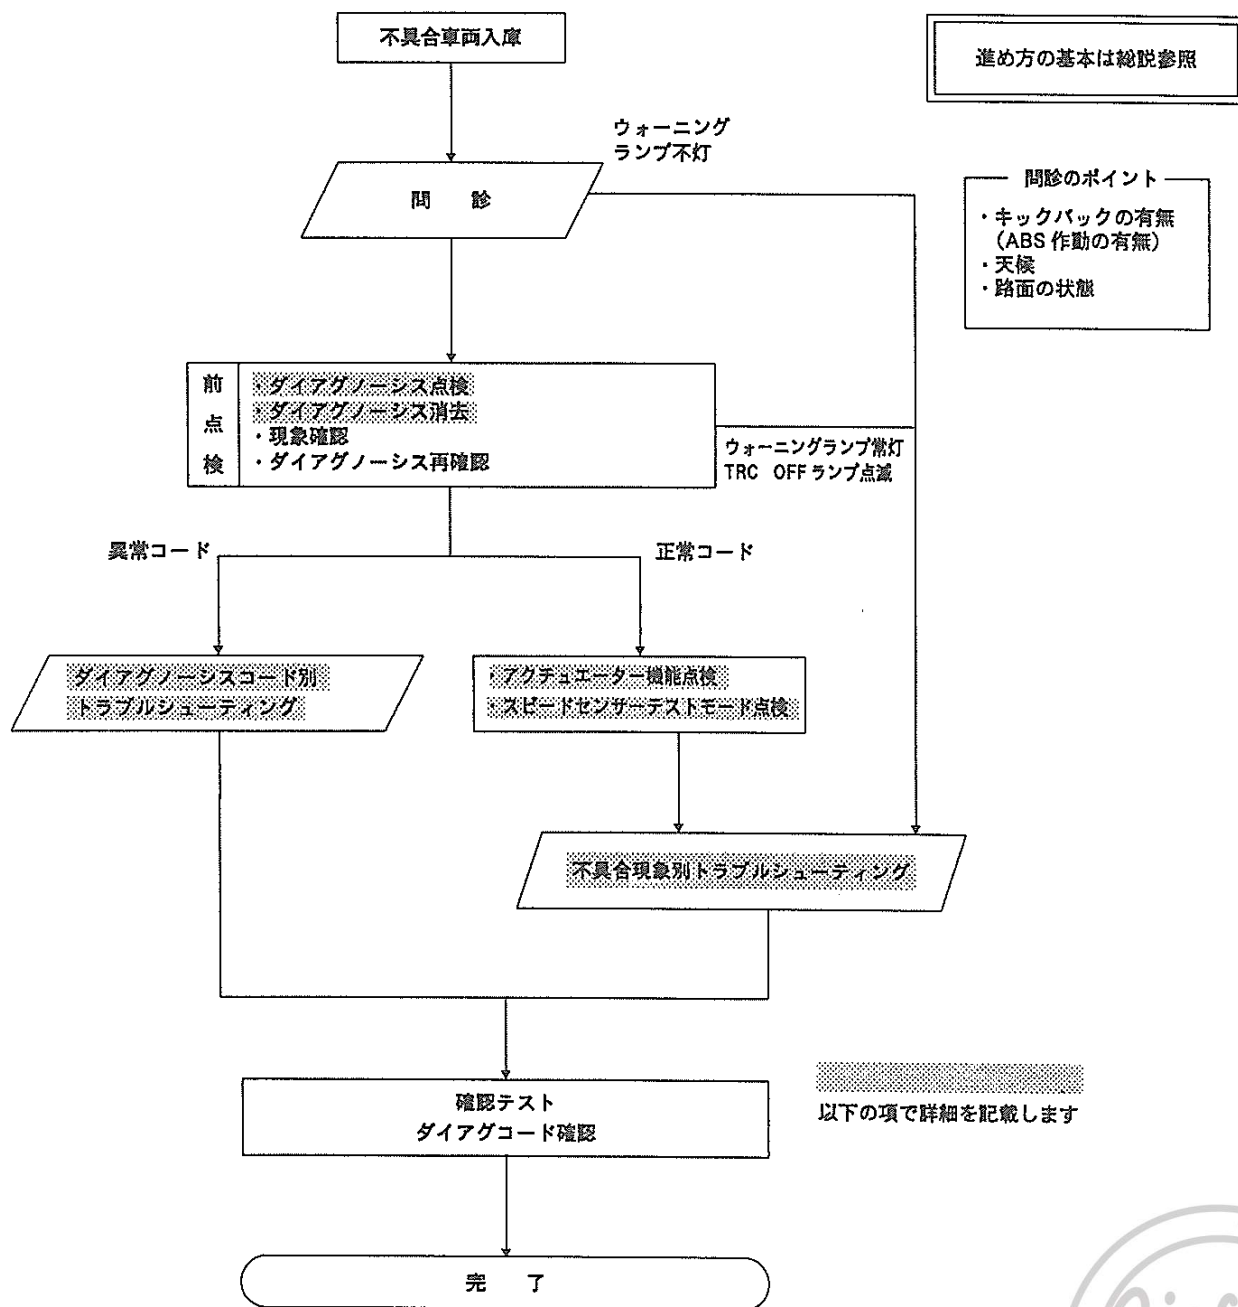 不具合車両入庫
進め方の基本は総説参照
ウォーニング
ランプ不灯
問 診
問診のポイント
・キックバックの有無
（ABS 作動の有無）
・天候
・路面の状態
前点検
・ダイアグノーシス点検
・ダイアグノーシス消去
・現象確認
・ダイアグノーシス再確認
ウォーニングランプ常灯
TRC OFF ランプ点滅
異常コード
正常コード
ダイアグノーシスコード別
トラブルシューティング
・アクチュエーター機能点検
・スピードセンサーテストモード点検
不具合現象別トラブルシューティング
確認テスト
ダイアグコード確認
以下の項で詳細を記載します
完 了